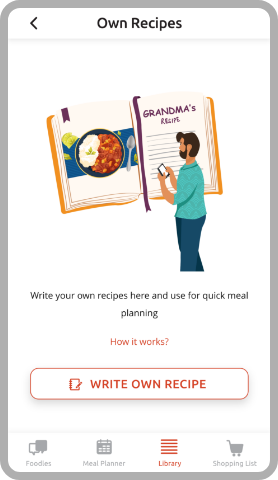 Own Recipes
GRANDMA's
RECIPE
Write your own recipes here and use for quick meal
planning
How it works?
WRITE OWN RECIPE
Foodies
Meal Planner
Library
Shopping List